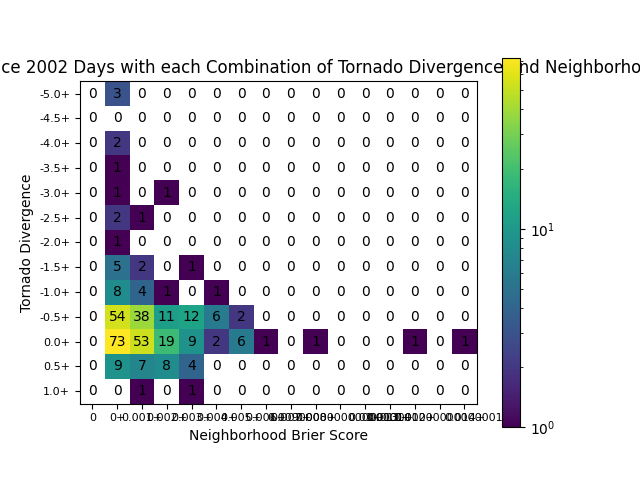 ce 2002 Days with each Combination of Tornado Divergence and Neighborho
-5.0+ 0 3 0 0 0 0 0 0 0 0 0 0 0 0 0 0
-4.5+ 0 0 0 0 0 0 0 0 0 0 0 0 0 0 0 0
-4.0+ 0 2 0 0 0 0 0 0 0 0 0 0 0 0 0 0
-3.5+ 0 1 0 0 0 0 0 0 0 0 0 0 0 0 0 0
-3.0+ 0 1 0 1 0 0 0 0 0 0 0 0 0 0 0 0
-2.5+ 0 2 1 0 0 0 0 0 0 0 0 0 0 0 0 0
-2.0+ 0 1 0 0 0 0 0 0 0 0 0 0 0 0 0 0
-1.5+ 0 5 2 0 1 0 0 0 0 0 0 0 0 0 0 0
-1.0+ 0 8 4 1 0 1 0 0 0 0 0 0 0 0 0 0
-0.5+ 0 54 38 11 12 6 2 0 0 0 0 0 0 0 0 0
0.0+ 0 73 53 19 9 2 6 1 0 1 0 0 0 1 0 1
0.5+ 0 9 7 8 4 0 0 0 0 0 0 0 0 0 0 0
1.0+ 0 0 1 0 1 0 0 0 0 0 0 0 0 0 0 0
0 0+ 0.001+
Neighborhood Brier Score
Tornado Divergence
10^1
10^0